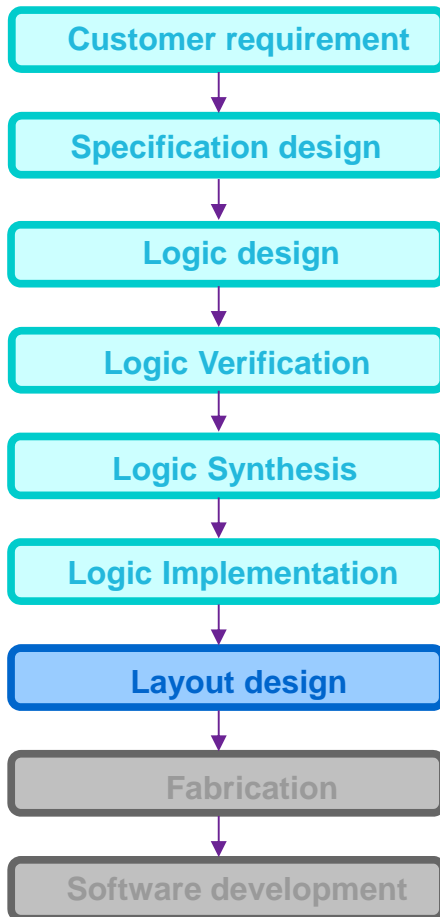 Customer requirement
Specification design
Logic design
Logic Verification
Logic Synthesis
Logic Implementation
Layout design
Fabrication
Software development